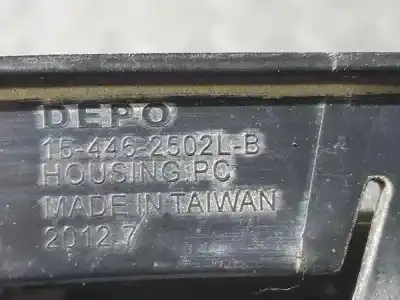 DEPO
15-446-2502L-B
HOUSING:PC
MADE IN TAIWAN
2012.7